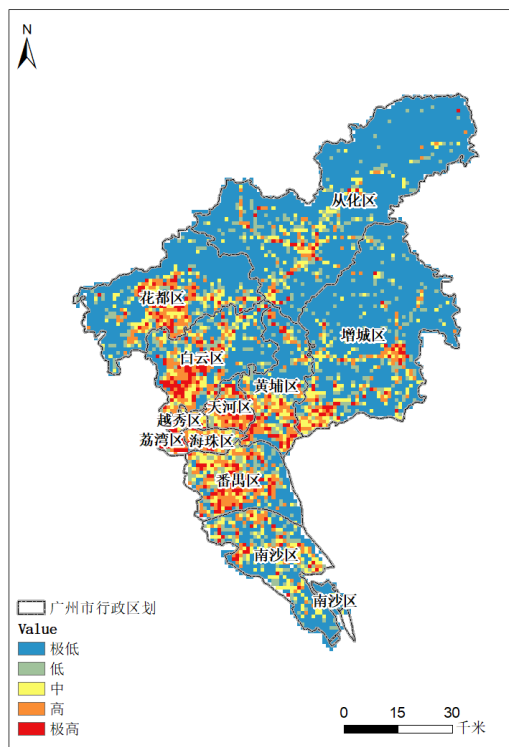 N
从化区
花都区
增城区
白云区
黄埔区
天河区
越秀区
荔湾区
海珠区
番禺区
南沙区
南沙区
广州市行政区划
Value
极低
低
中
高
极高
0 15 30
千米